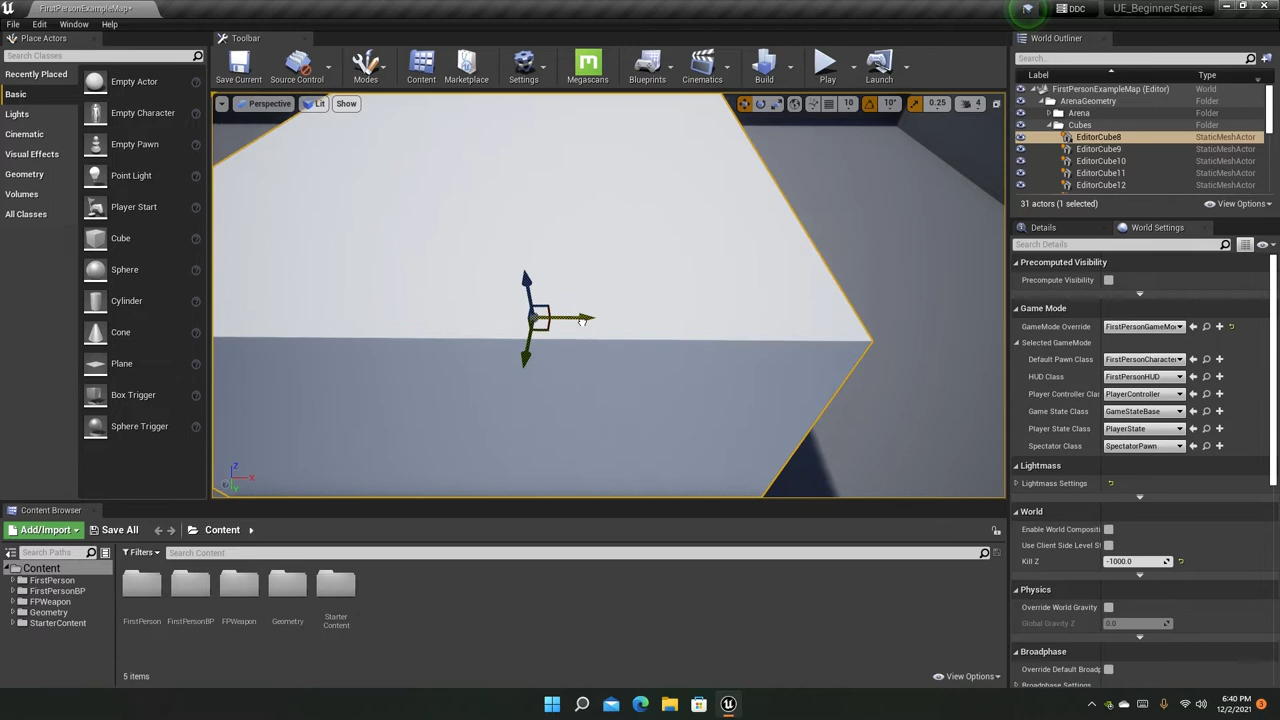 FirstPersonExampleMap*
DDC
UE_BeginnerSeries
File Edit Window Help
Place Actors
Search Classes
Recently Placed
Basic
Lights
Cinematic
Visual Effects
Geometry
Volumes
All Classes
Empty Actor
Empty Character
Empty Pawn
Point Light
Player Start
Cube
Sphere
Cylinder
Cone
Plane
Box Trigger
Sphere Trigger
Toolbar
Save Current
Source Control
Modes
Content
Marketplace
Settings
Megascans
Blueprints
Cinematics
Build
Play
Launch
Perspective
Lit
Show
10
10°
0.25
4
Z
X
Y
World Outliner
Search...
Label Type
FirstPersonExampleMap (Editor) World
ArenaGeometry Folder
Arena Folder
Cubes Folder
EditorCube8 StaticMeshActor
EditorCube9 StaticMeshActor
EditorCube10 StaticMeshActor
EditorCube11 StaticMeshActor
EditorCube12 StaticMeshActor
31 actors (1 selected)
View Options
Details
World Settings
Search Details
Precomputed Visibility
Precompute Visibility
Game Mode
GameMode Override FirstPersonGameMo
Selected GameMode
Default Pawn Class FirstPersonCharacter
HUD Class FirstPersonHUD
Player Controller Clas PlayerController
Game State Class GameStateBase
Player State Class PlayerState
Spectator Class SpectatorPawn
Lightmass
Lightmass Settings
World
Enable World Compositi
Use Client Side Level St
Kill Z -1000.0
Physics
Override World Gravity
Global Gravity Z 0.0
Broadphase
Override Default Broadp
Broadphase Settings
Content Browser
Add/Import
Save All
Content
Search Paths
Filters
Search Content
Content
FirstPerson
FirstPersonBP
FPWeapon
Geometry
StarterContent
FirstPerson
FirstPersonBP
FPWeapon
Geometry
Starter
Content
5 items
View Options
6:40 PM
12/2/2021